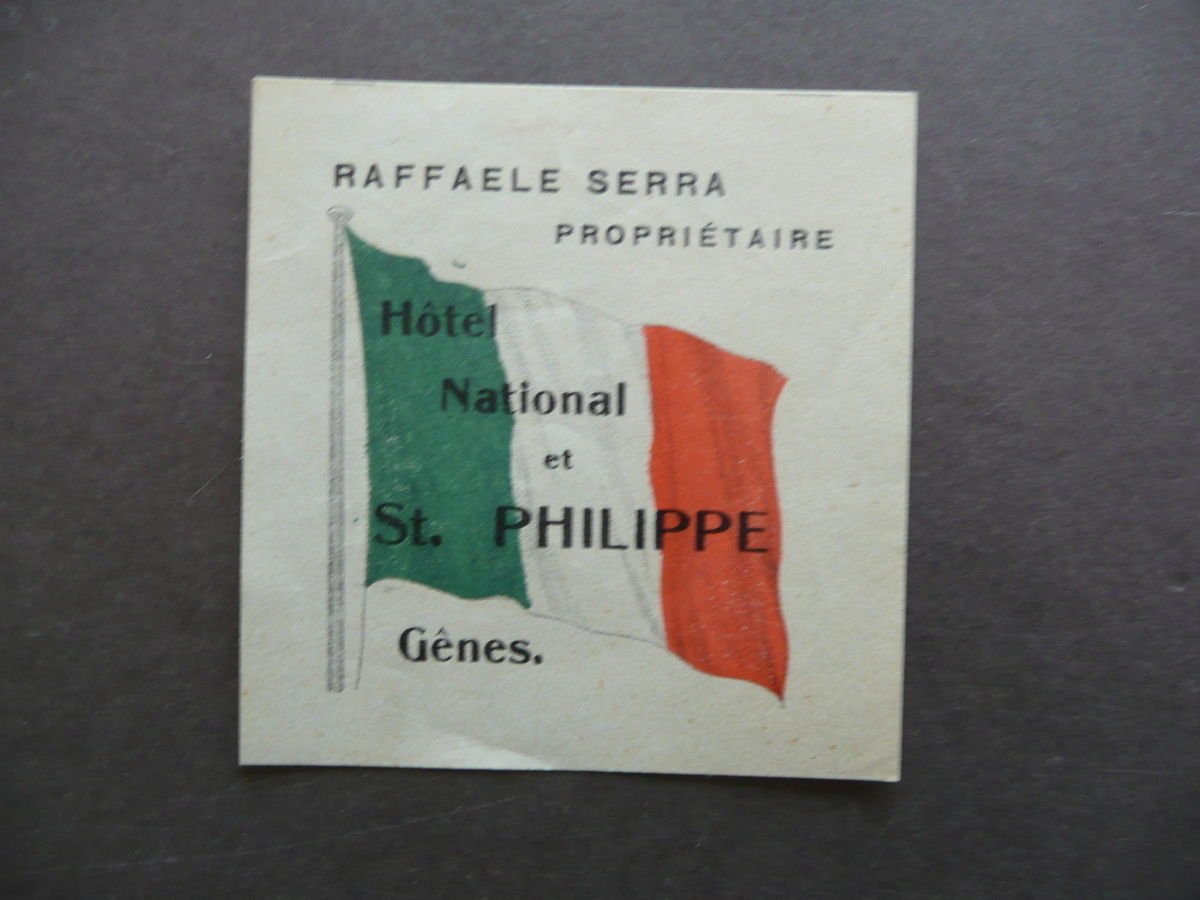 RAFFAELE SERRA
PROPRIÉTAIRE
Hôtel
National
et
St. PHILIPPE
Gênes.